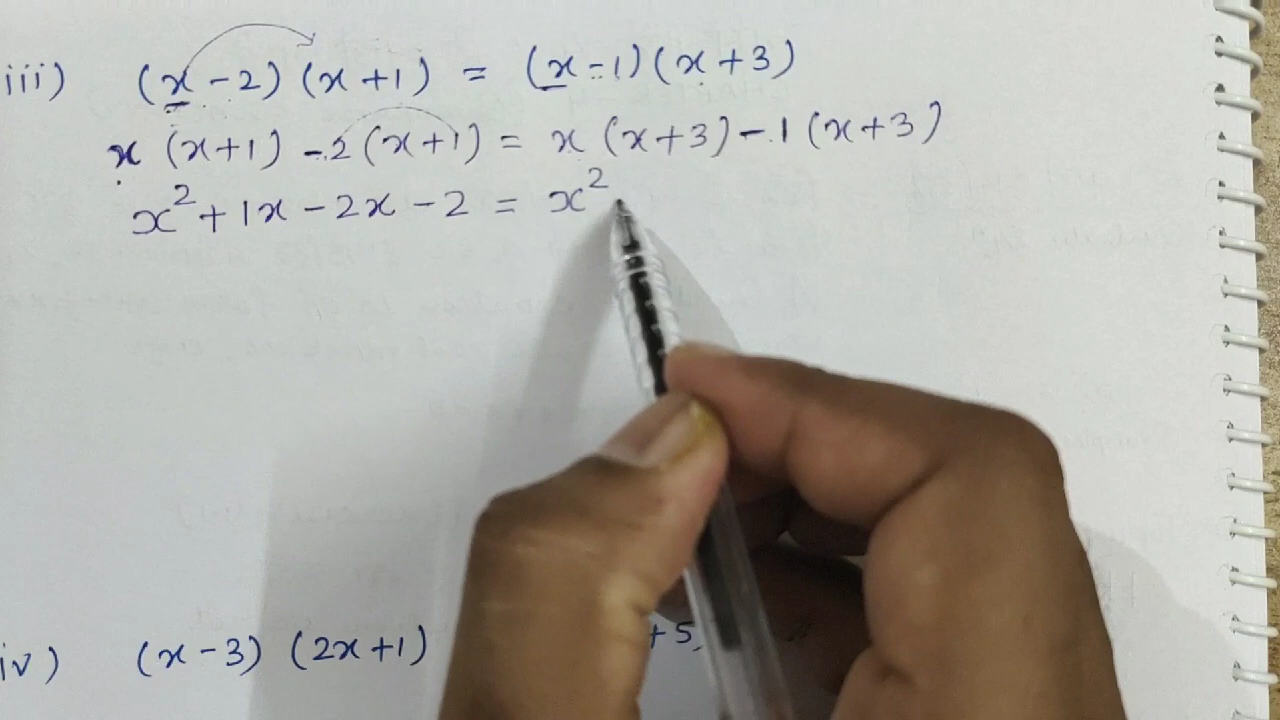 iii) (x - 2) (x + 1) = (x - 1) (x + 3)
x (x + 1) - 2 (x + 1) = x (x + 3) - 1 (x + 3)
x² + 1x - 2x - 2 = x²
iv) (x - 3) (2x + 1) + 5